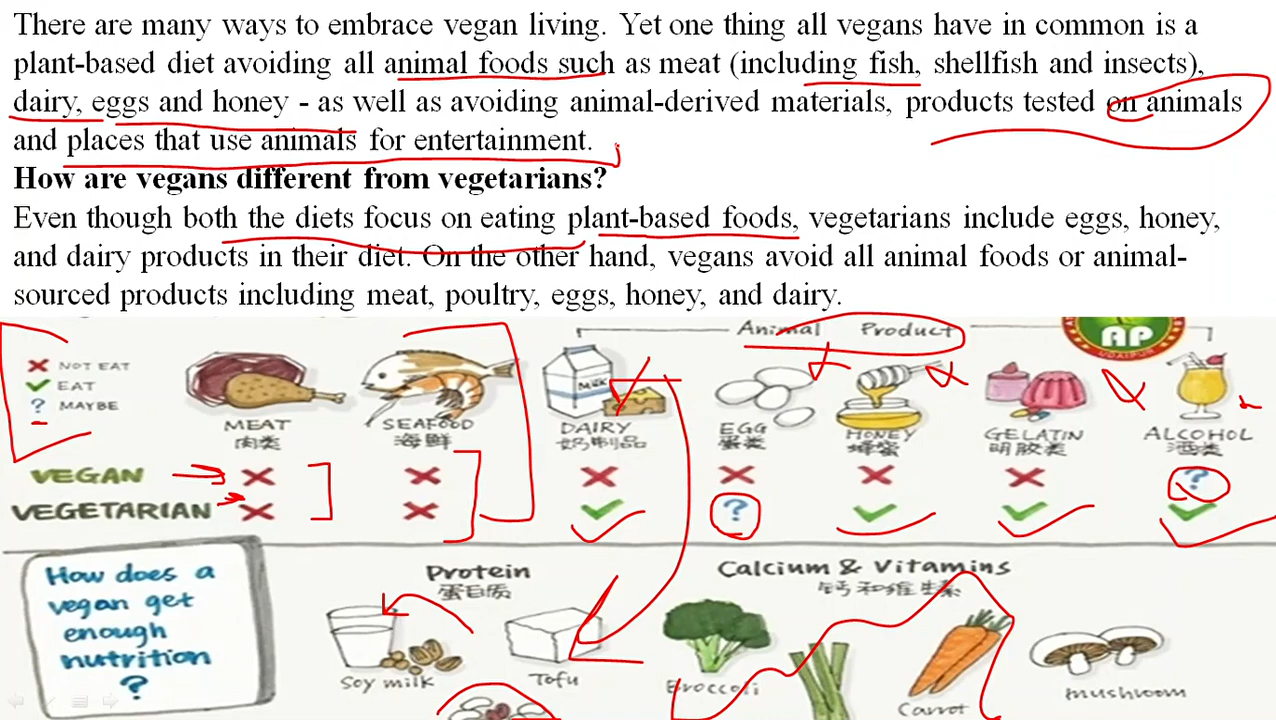 There are many ways to embrace vegan living. Yet one thing all vegans have in common is a
plant-based diet avoiding all animal foods such as meat (including fish, shellfish and insects),
dairy, eggs and honey - as well as avoiding animal-derived materials, products tested on animals
and places that use animals for entertainment.
How are vegans different from vegetarians?
Even though both the diets focus on eating plant-based foods, vegetarians include eggs, honey,
and dairy products in their diet. On the other hand, vegans avoid all animal foods or animal-
sourced products including meat, poultry, eggs, honey, and dairy.
Animal Product
AP
UDAIPUR
NOT EAT
EAT
? MAYBE
MILK
MEAT SEAFOOD DAIRY EGG HONEY GELATIN ALCOHOL
肉类 海鲜 奶制品 蛋类 蜂蜜 明胶类 酒类
VEGAN ?
VEGETARIAN ?
How does a
vegan get
enough
nutrition
?
Protein
蛋白质
Soy milk Tofu
Calcium & Vitamins
钙和维生素
Broccoli Carrot mushroom